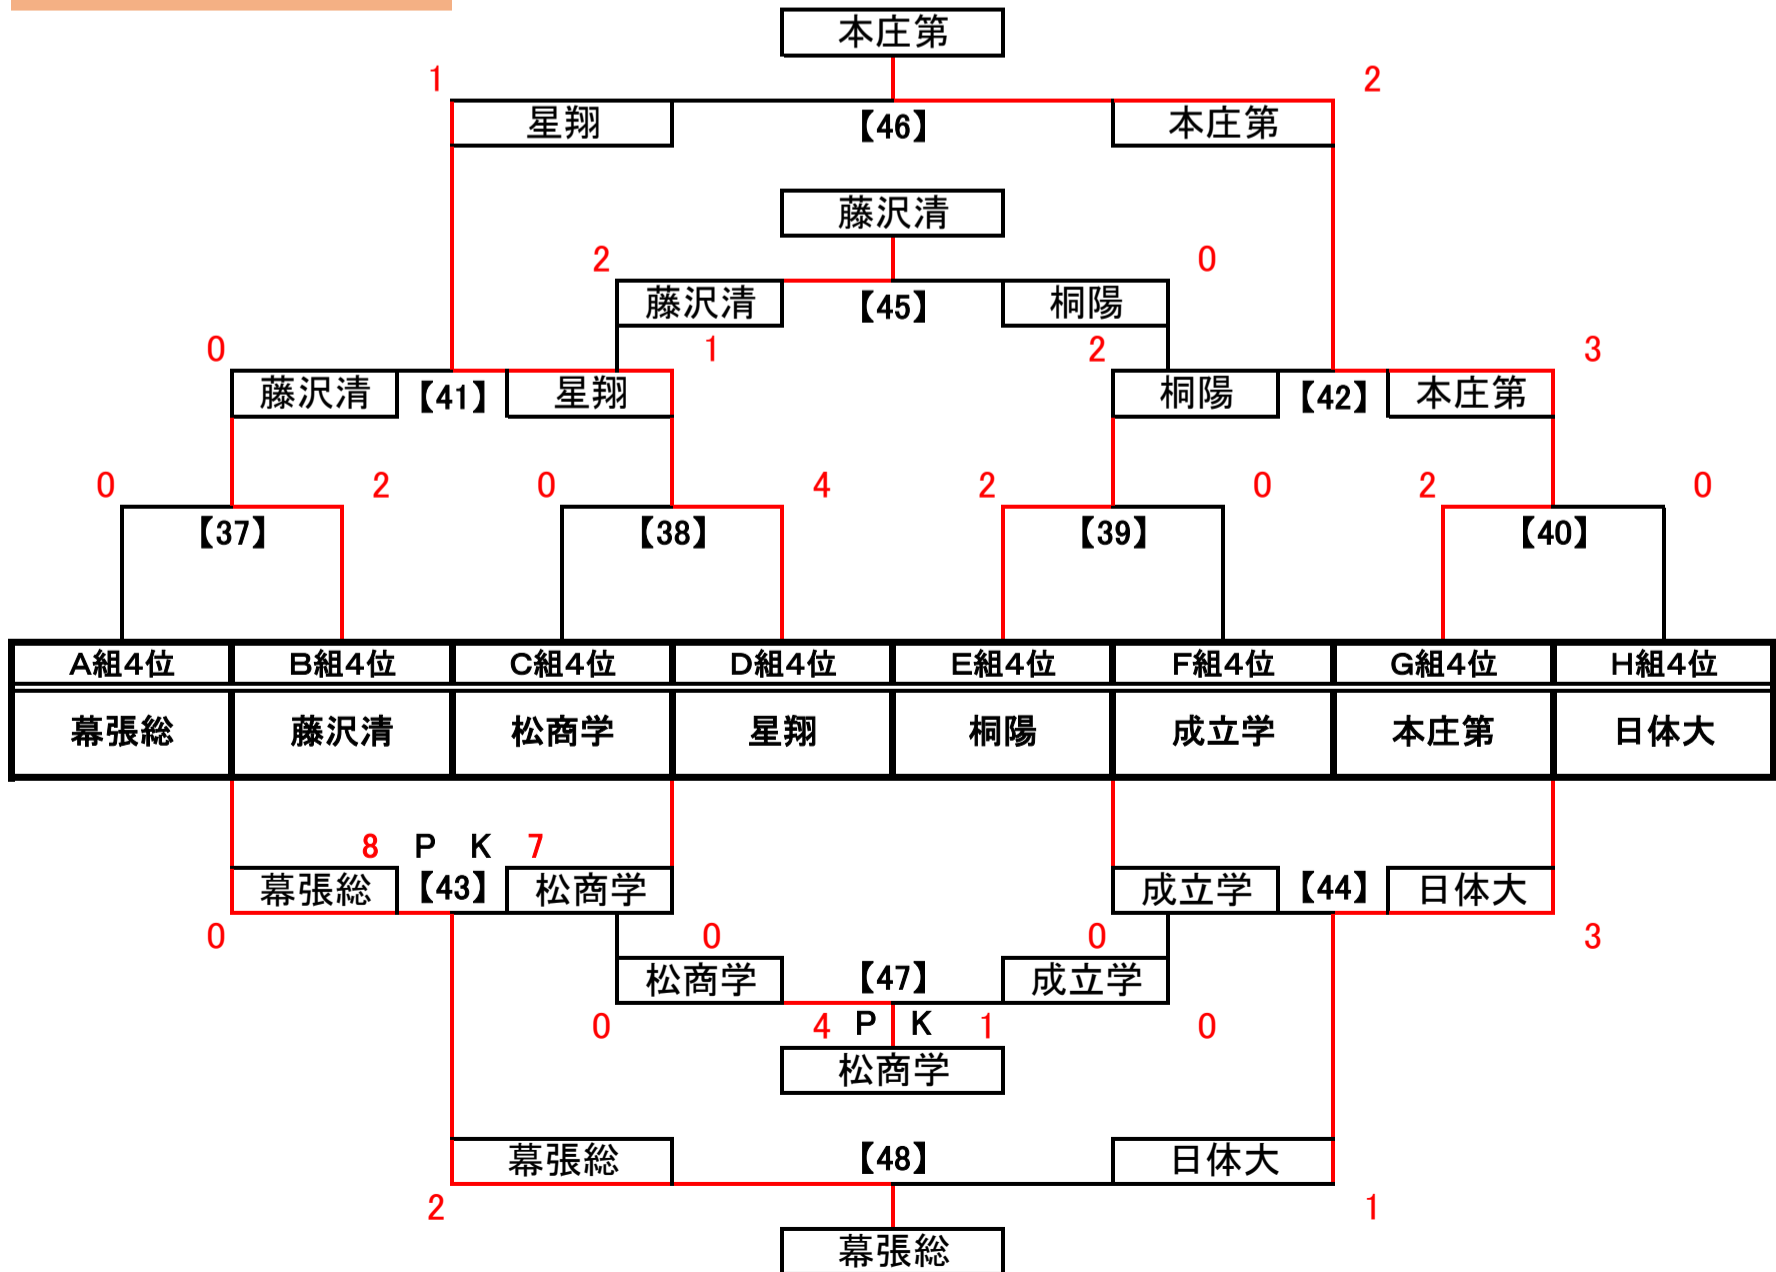 本庄第
1 2
星翔 【46】 本庄第
藤沢清
2 0
藤沢清 【45】 桐陽
0 1 2 3
藤沢清 【41】 星翔 桐陽 【42】 本庄第
0 2 0 4 2 0 2 0
【37】 【38】 【39】 【40】
A組4位 B組4位 C組4位 D組4位 E組4位 F組4位 G組4位 H組4位
幕張総 藤沢清 松商学 星翔 桐陽 成立学 本庄第 日体大
8 P K 7
幕張総 【43】 松商学 成立学 【44】 日体大
0 0 0 3
松商学 【47】 成立学
0 4 P K 1 0
松商学
幕張総 【48】 日体大
2 1
幕張総